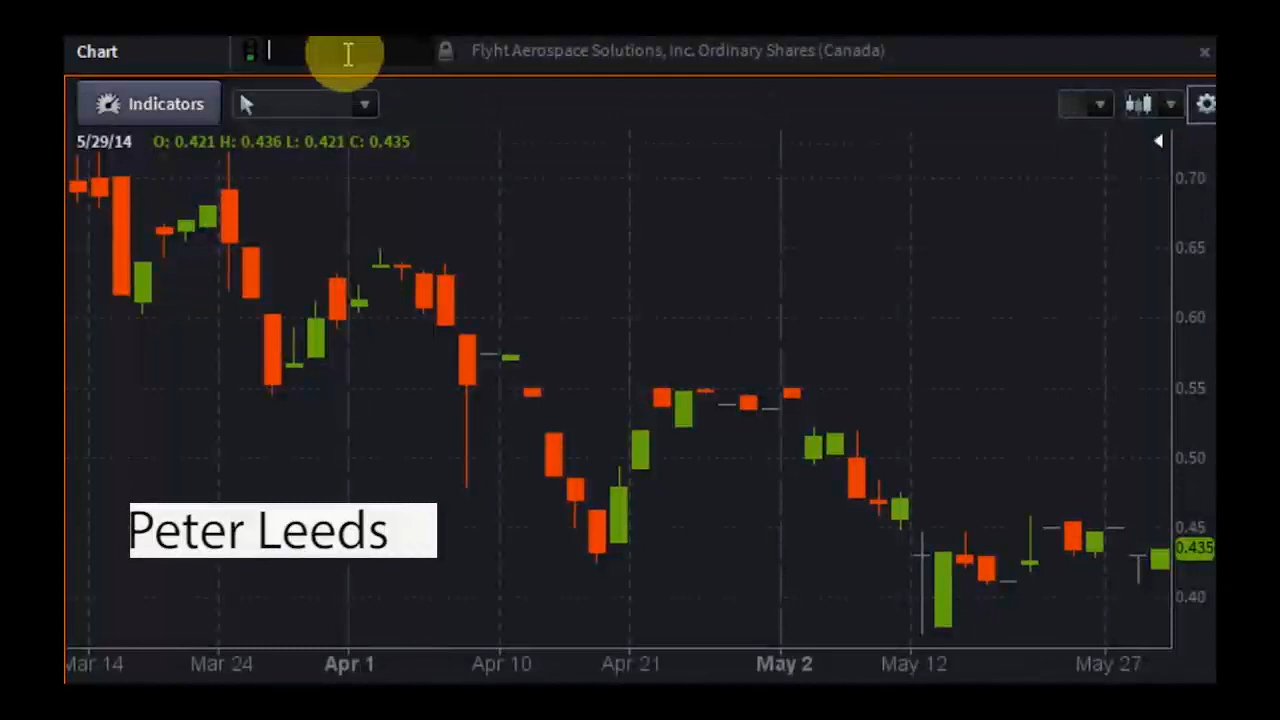 Chart
Flyht Aerospace Solutions, Inc. Ordinary Shares (Canada)
Indicators
5/29/14 O: 0.421 H: 0.436 L: 0.421 C: 0.435
0.70
0.65
0.60
0.55
0.50
0.45
0.435
0.40
Peter Leeds
Mar 14 Mar 24 Apr 1 Apr 10 Apr 21 May 2 May 12 May 27